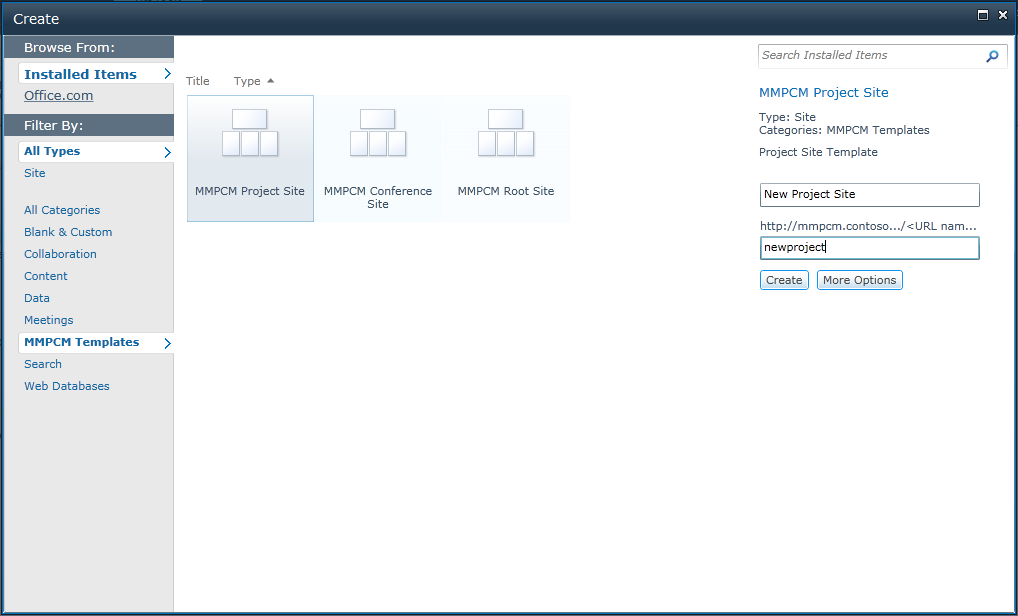 Create
Browse From:
Installed Items
Office.com
Filter By:
All Types
Site
All Categories
Blank & Custom
Collaboration
Content
Data
Meetings
MMPCM Templates
Search
Web Databases
Title Type
MMPCM Project Site
MMPCM Conference
Site
MMPCM Root Site
Search Installed Items
MMPCM Project Site
Type: Site
Categories: MMPCM Templates
Project Site Template
New Project Site
http://mmpcm.contoso.../<URL nam...
newproject
Create More Options